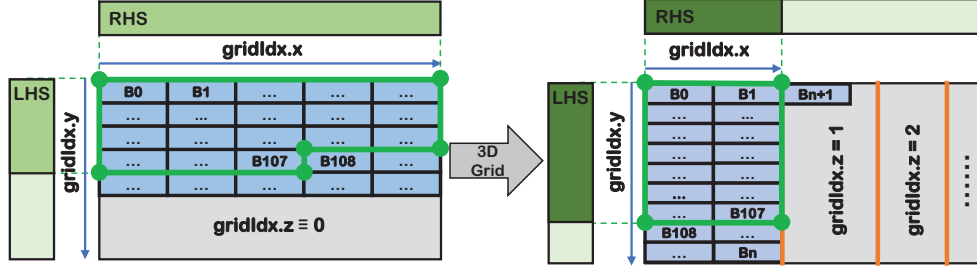 RHS
gridIdx.x
LHS
gridIdx.y
B0 B1 ... ... ...
... ... ... ... ...
... ... ... ... ...
... ... B107 B108 ...
... ... ... ... ...
gridIdx.z ≡ 0
3D
Grid
RHS
gridIdx.x
LHS
gridIdx.y
B0 B1 Bn+1
... ...
... ...
... ...
... ...
... ...
... B107
B108 ...
... Bn
gridIdx.z = 1
gridIdx.z = 2
......